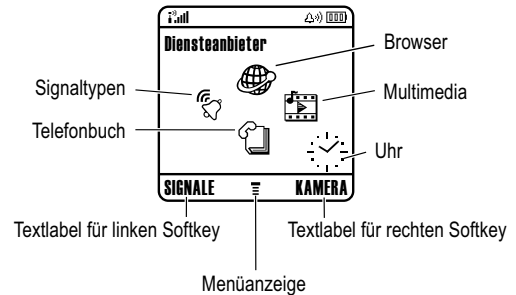 Diensteanbieter
Browser
Signaltypen
Multimedia
Telefonbuch
Uhr
SIGNALE KAMERA
Textlabel für linken Softkey Textlabel für rechten Softkey
Menüanzeige